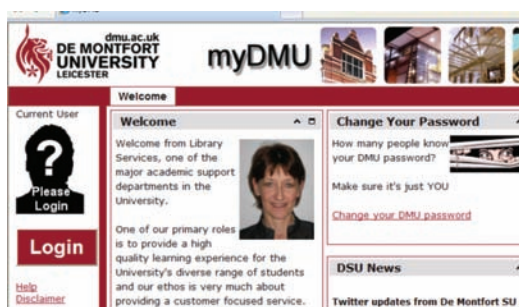 dmu.ac.uk
DE MONTFORT
UNIVERSITY
LEICESTER
myDMU
Welcome
Current User
?
Please
Login
Login
Help
Disclaimer
Welcome
Welcome from Library
Services, one of the
major academic support
departments in the
University.
One of our primary roles
is to provide a high
quality learning experience for the
University's diverse range of students
and our ethos is very much about
providing a customer focused service.
Change Your Password
How many people know
your DMU password?
Make sure it's just YOU
Change your DMU password
DSU News
Twitter updates from De Montfort SU